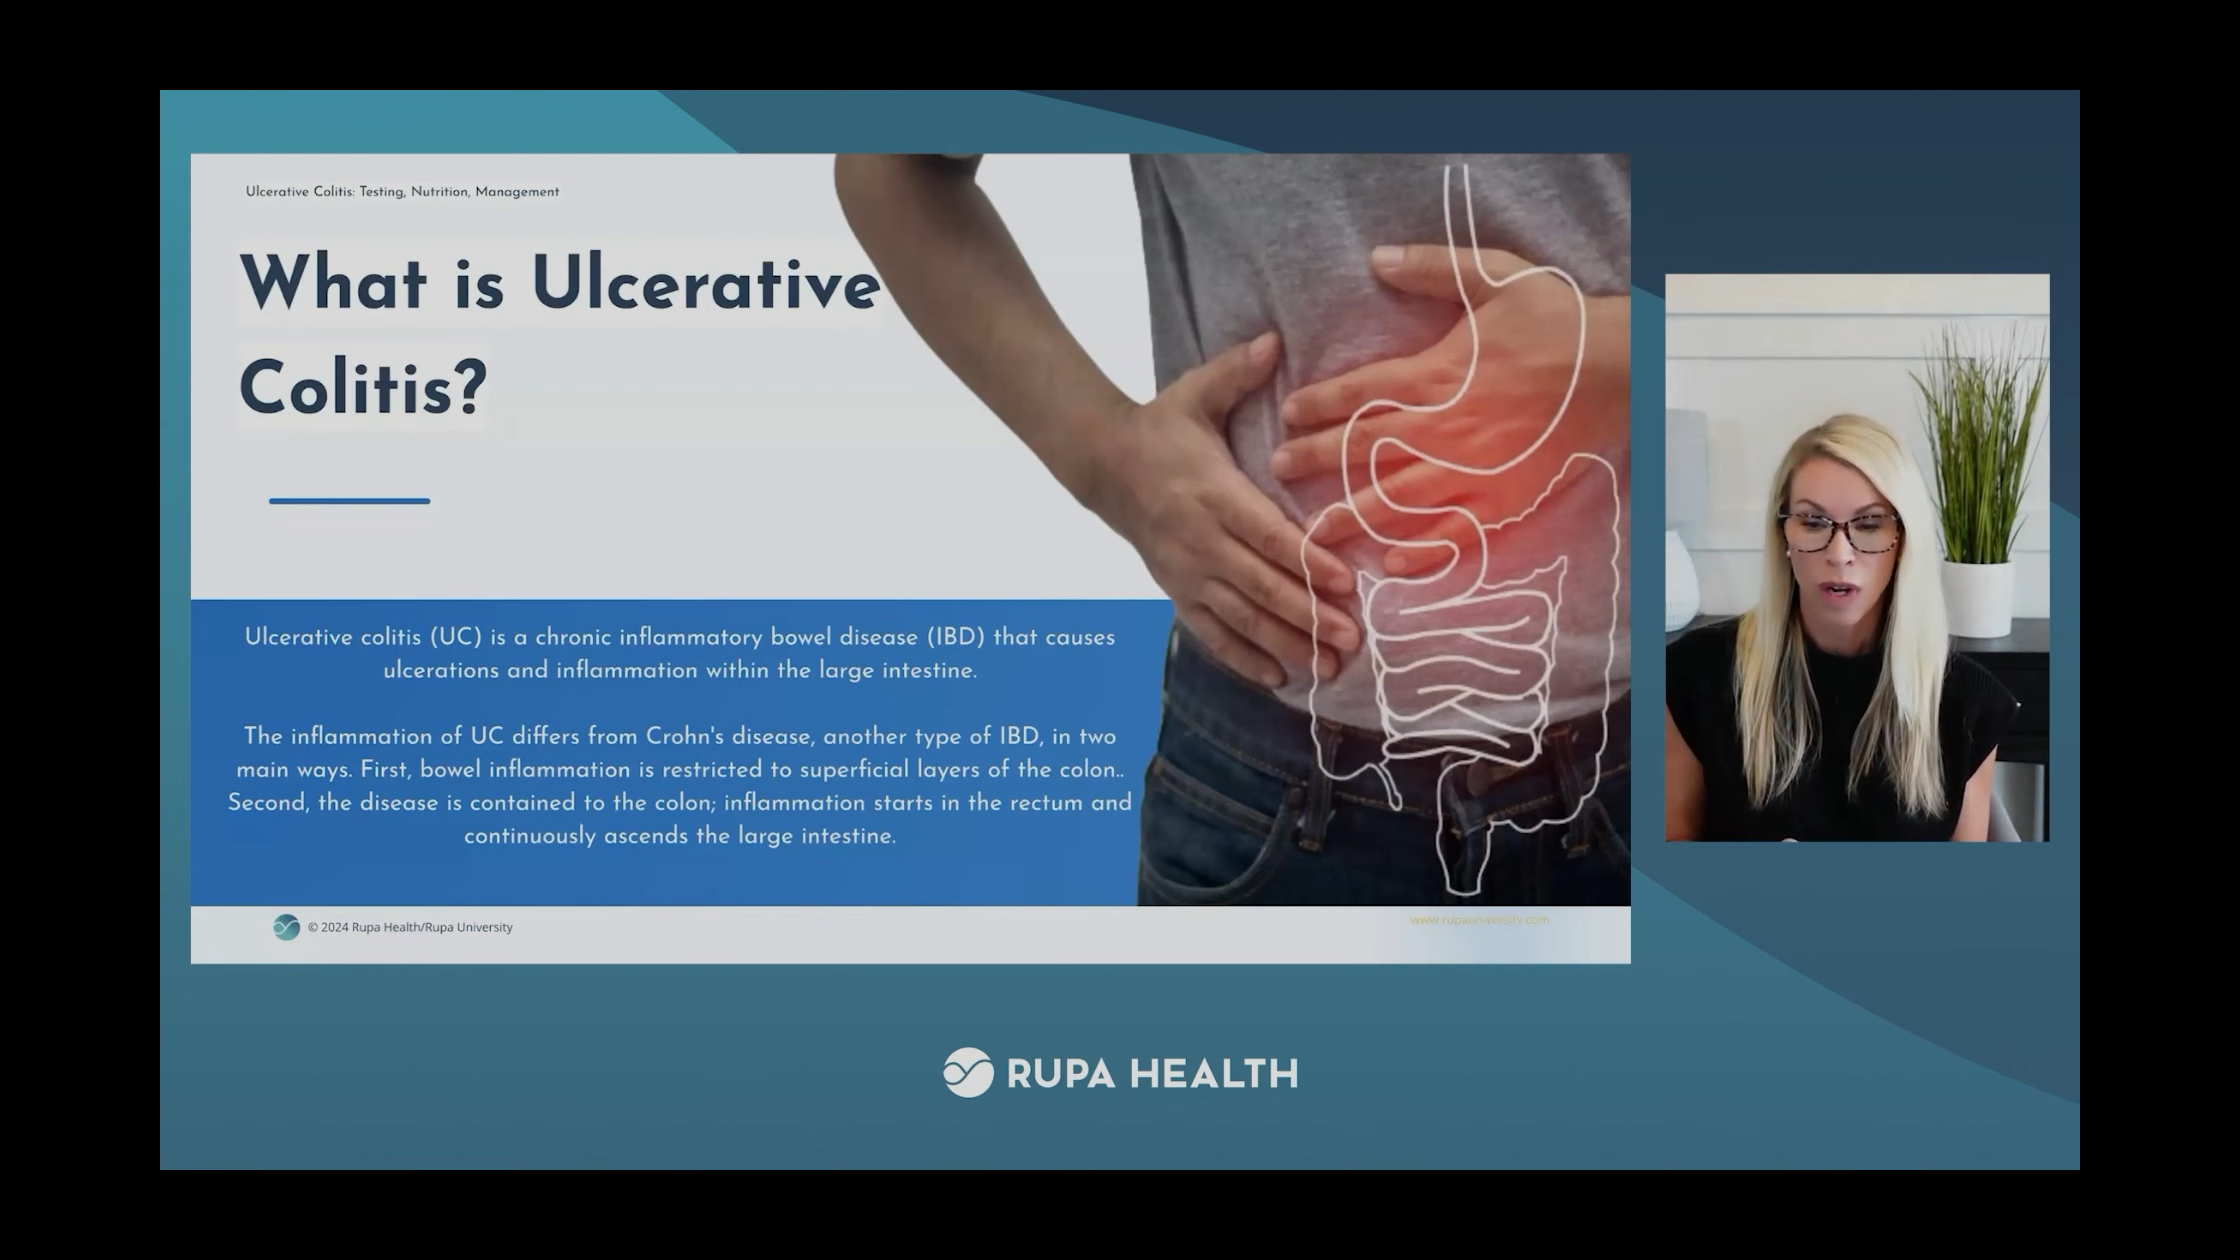 Ulcerative Colitis: Testing, Nutrition, Management
What is Ulcerative
Colitis?
Ulcerative colitis (UC) is a chronic inflammatory bowel disease (IBD) that causes
ulcerations and inflammation within the large intestine.
The inflammation of UC differs from Crohn's disease, another type of IBD, in two
main ways. First, bowel inflammation is restricted to superficial layers of the colon..
Second, the disease is contained to the colon; inflammation starts in the rectum and
continuously ascends the large intestine.
© 2024 Rupa Health/Rupa University
www.rupauniversity.com
RUPA HEALTH